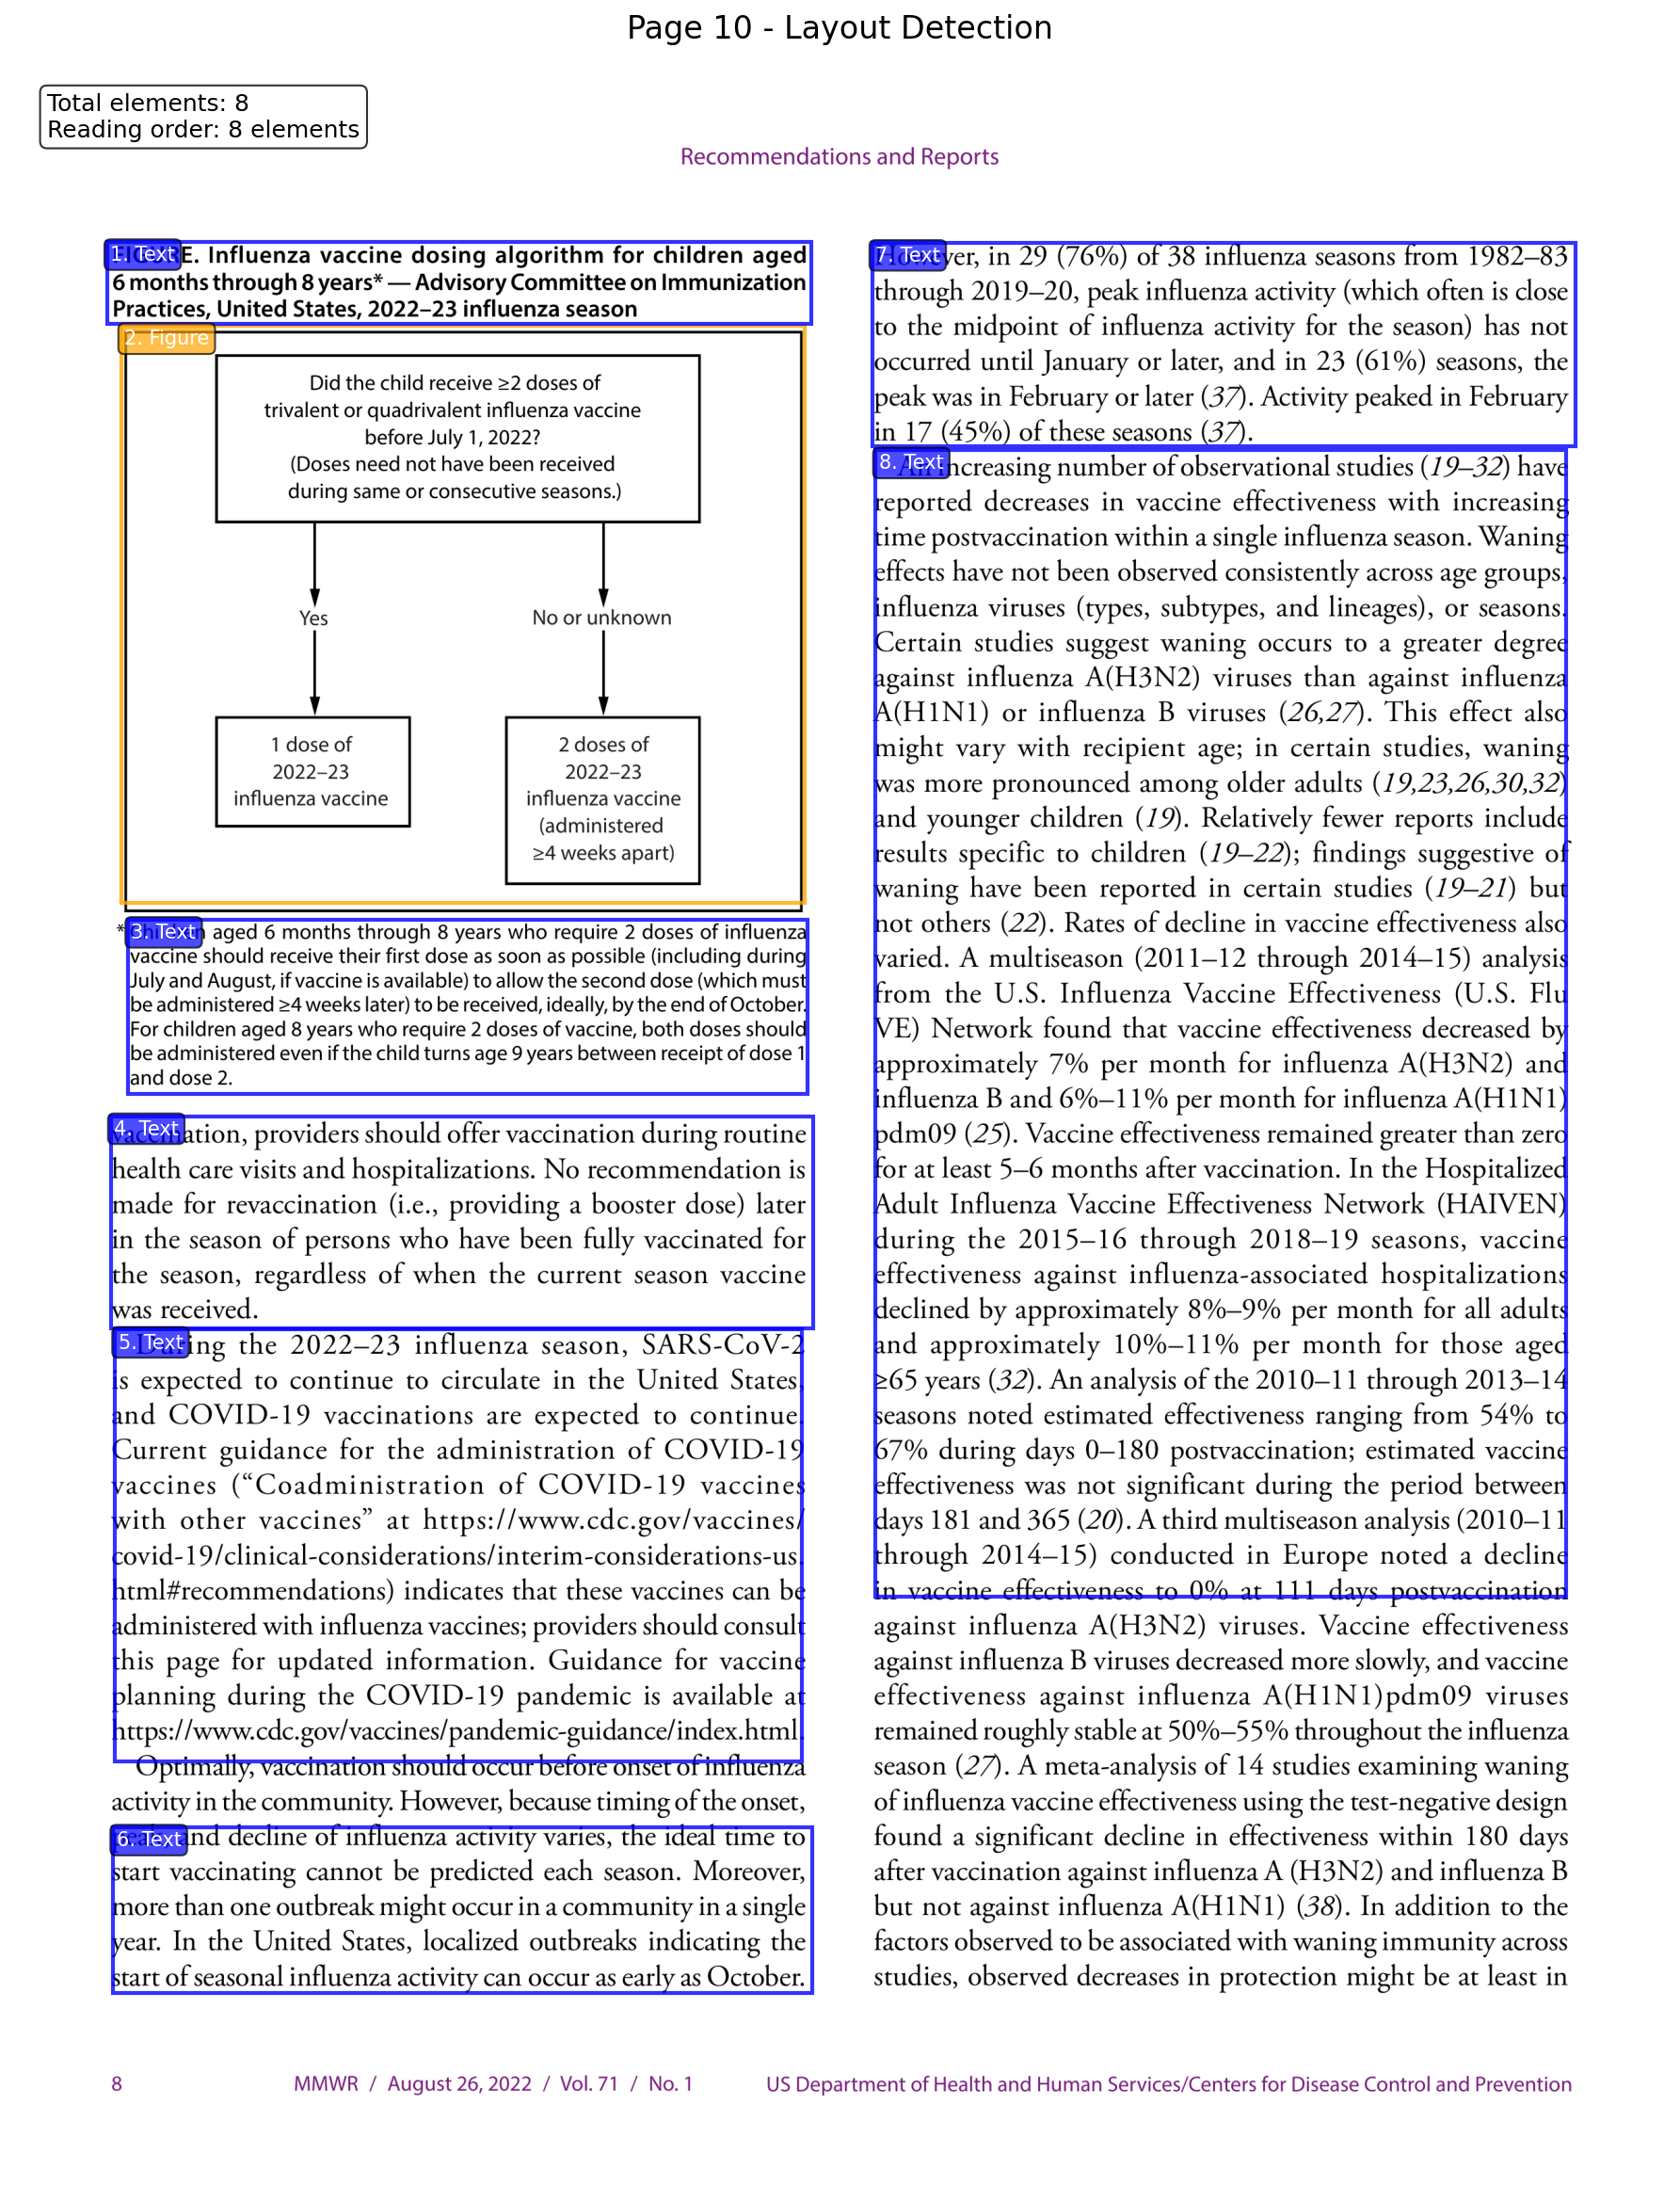 Page 10 - Layout Detection
Total elements: 8
Reading order: 8 elements
Recommendations and Reports
1. Text
E. Influenza vaccine dosing algorithm for children aged
6 months through 8 years* — Advisory Committee on Immunization
Practices, United States, 2022–23 influenza season
2. Figure
Did the child receive ≥2 doses of
trivalent or quadrivalent influenza vaccine
before July 1, 2022?
(Doses need not have been received
during same or consecutive seasons.)
Yes
No or unknown
1 dose of
2022–23
influenza vaccine
2 doses of
2022–23
influenza vaccine
(administered
≥4 weeks apart)
3. Text
* Children aged 6 months through 8 years who require 2 doses of influenza
vaccine should receive their first dose as soon as possible (including during
July and August, if vaccine is available) to allow the second dose (which must
be administered ≥4 weeks later) to be received, ideally, by the end of October.
For children aged 8 years who require 2 doses of vaccine, both doses should
be administered even if the child turns age 9 years between receipt of dose 1
and dose 2.
4. Text
vaccination, providers should offer vaccination during routine
health care visits and hospitalizations. No recommendation is
made for revaccination (i.e., providing a booster dose) later
in the season of persons who have been fully vaccinated for
the season, regardless of when the current season vaccine
was received.
5. Text
During the 2022–23 influenza season, SARS-CoV-2
is expected to continue to circulate in the United States,
and COVID-19 vaccinations are expected to continue.
Current guidance for the administration of COVID-19
vaccines (“Coadministration of COVID-19 vaccines
with other vaccines” at https://www.cdc.gov/vaccines/
covid-19/clinical-considerations/interim-considerations-us.
html#recommendations) indicates that these vaccines can be
administered with influenza vaccines; providers should consult
this page for updated information. Guidance for vaccine
planning during the COVID-19 pandemic is available at
https://www.cdc.gov/vaccines/pandemic-guidance/index.html.
Optimally, vaccination should occur before onset of influenza
activity in the community. However, because timing of the onset,
6. Text
peak, and decline of influenza activity varies, the ideal time to
start vaccinating cannot be predicted each season. Moreover,
more than one outbreak might occur in a community in a single
year. In the United States, localized outbreaks indicating the
start of seasonal influenza activity can occur as early as October.
7. Text
However, in 29 (76%) of 38 influenza seasons from 1982–83
through 2019–20, peak influenza activity (which often is close
to the midpoint of influenza activity for the season) has not
occurred until January or later, and in 23 (61%) seasons, the
peak was in February or later (37). Activity peaked in February
in 17 (45%) of these seasons (37).
8. Text
An increasing number of observational studies (19–32) have
reported decreases in vaccine effectiveness with increasing
time postvaccination within a single influenza season. Waning
effects have not been observed consistently across age groups,
influenza viruses (types, subtypes, and lineages), or seasons.
Certain studies suggest waning occurs to a greater degree
against influenza A(H3N2) viruses than against influenza
A(H1N1) or influenza B viruses (26,27). This effect also
might vary with recipient age; in certain studies, waning
was more pronounced among older adults (19,23,26,30,32)
and younger children (19). Relatively fewer reports include
results specific to children (19–22); findings suggestive of
waning have been reported in certain studies (19–21) but
not others (22). Rates of decline in vaccine effectiveness also
varied. A multiseason (2011–12 through 2014–15) analysis
from the U.S. Influenza Vaccine Effectiveness (U.S. Flu
VE) Network found that vaccine effectiveness decreased by
approximately 7% per month for influenza A(H3N2) and
influenza B and 6%–11% per month for influenza A(H1N1)
pdm09 (25). Vaccine effectiveness remained greater than zero
for at least 5–6 months after vaccination. In the Hospitalized
Adult Influenza Vaccine Effectiveness Network (HAIVEN)
during the 2015–16 through 2018–19 seasons, vaccine
effectiveness against influenza-associated hospitalizations
declined by approximately 8%–9% per month for all adults
and approximately 10%–11% per month for those aged
≥65 years (32). An analysis of the 2010–11 through 2013–14
seasons noted estimated effectiveness ranging from 54% to
67% during days 0–180 postvaccination; estimated vaccine
effectiveness was not significant during the period between
days 181 and 365 (20). A third multiseason analysis (2010–11
through 2014–15) conducted in Europe noted a decline
in vaccine effectiveness to 0% at 111 days postvaccination
against influenza A(H3N2) viruses. Vaccine effectiveness
against influenza B viruses decreased more slowly, and vaccine
effectiveness against influenza A(H1N1)pdm09 viruses
remained roughly stable at 50%–55% throughout the influenza
season (27). A meta-analysis of 14 studies examining waning
of influenza vaccine effectiveness using the test-negative design
found a significant decline in effectiveness within 180 days
after vaccination against influenza A (H3N2) and influenza B
but not against influenza A(H1N1) (38). In addition to the
factors observed to be associated with waning immunity across
studies, observed decreases in protection might be at least in
8 MMWR / August 26, 2022 / Vol. 71 / No. 1 US Department of Health and Human Services/Centers for Disease Control and Prevention